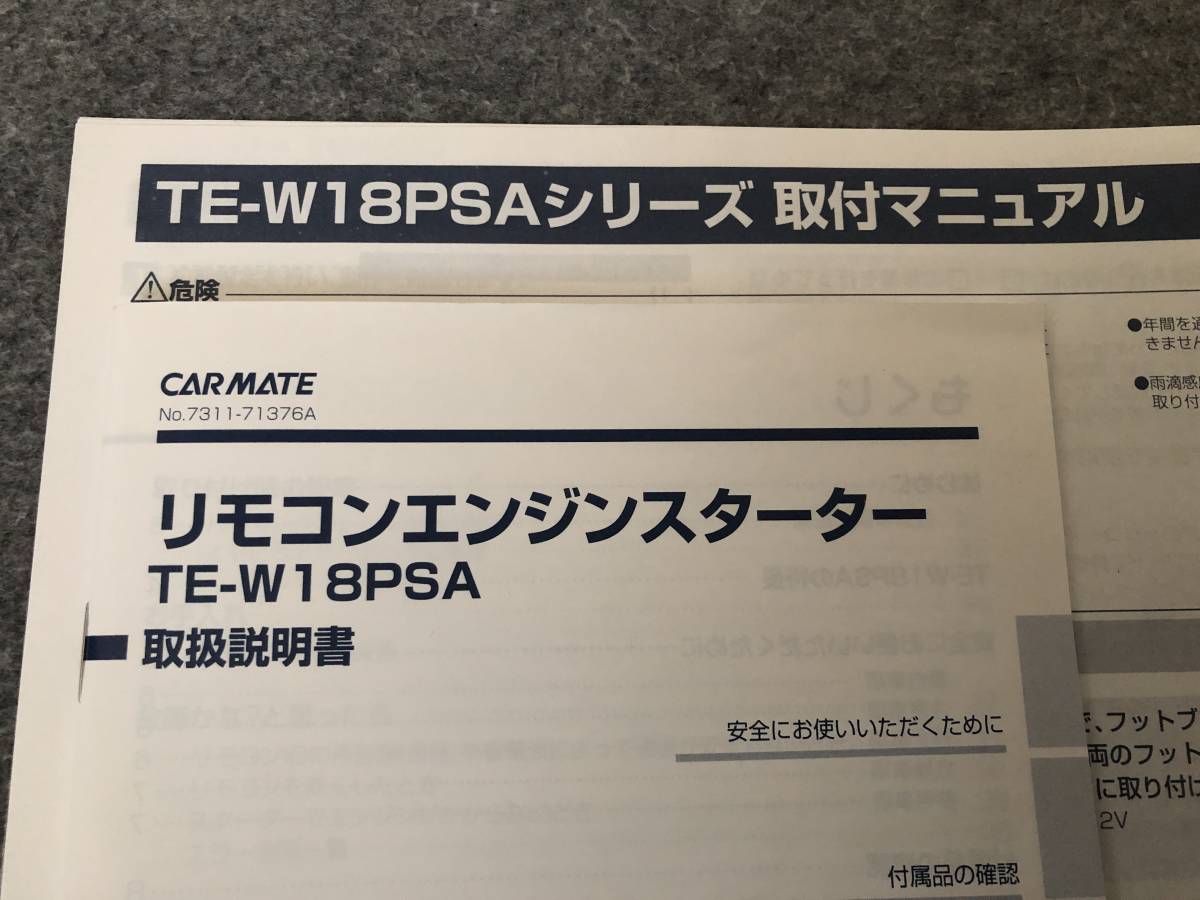 TE-W18PSAシリーズ 取付マニュアル
危険
●年間を
きません
●雨滴感
取り付
CARMATE
No.7311-71376A
リモコンエンジンスターター
TE-W18PSA
取扱説明書
安全にお使いいただくために
で、フットブ
両のフット
に取り付け
2V
付属品の確認